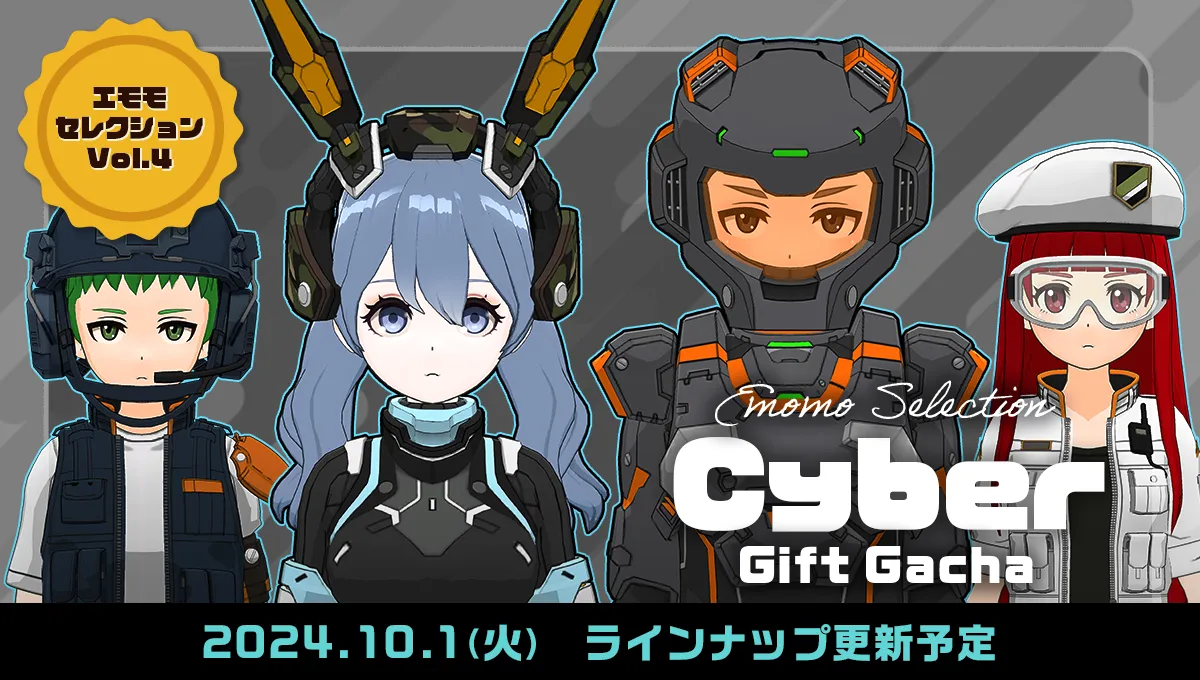 エモモ
セレクション
Vol.4
Emomo Selection
Cyber
Gift Gacha
2024.10.1(火) ラインナップ更新予定